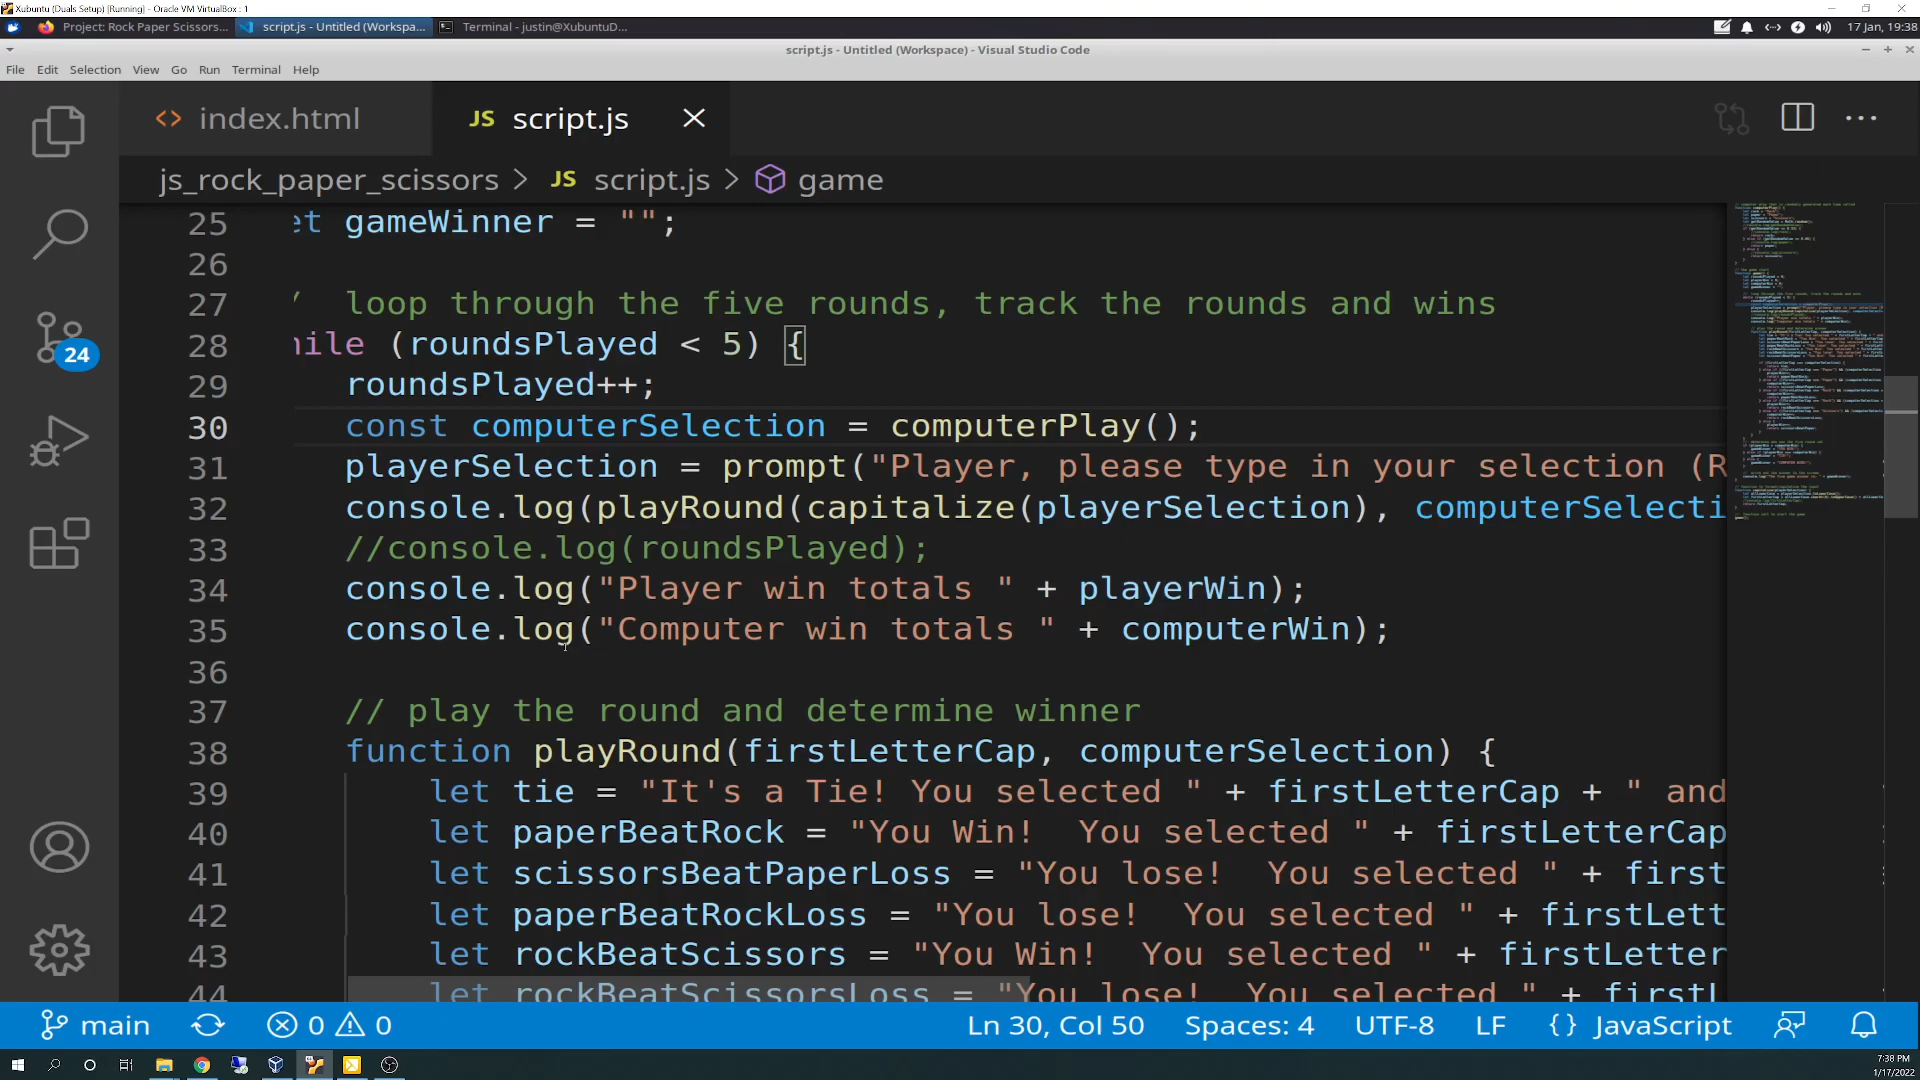 Xubuntu (Duals Setup) [Running] - Oracle VM VirtualBox : 1
Project: Rock Paper Scissors...
script.js - Untitled (Workspa...
Terminal - justin@XubuntuD...
17 Jan, 19:38
script.js - Untitled (Workspace) - Visual Studio Code
File Edit Selection View Go Run Terminal Help
<> index.html
JS script.js
js_rock_paper_scissors > JS script.js > game
25 et gameWinner = "";
26
27 / loop through the five rounds, track the rounds and wins
28 hile (roundsPlayed < 5) {
29 roundsPlayed++;
30 const computerSelection = computerPlay();
31 playerSelection = prompt("Player, please type in your selection (R
32 console.log(playRound(capitalize(playerSelection), computerSelecti
33 //console.log(roundsPlayed);
34 console.log("Player win totals " + playerWin);
35 console.log("Computer win totals " + computerWin);
36
37 // play the round and determine winner
38 function playRound(firstLetterCap, computerSelection) {
39 let tie = "It's a Tie! You selected " + firstLetterCap + " and
40 let paperBeatRock = "You Win!  You selected " + firstLetterCap
41 let scissorsBeatPaperLoss = "You lose!  You selected " + first
42 let paperBeatRockLoss = "You lose!  You selected " + firstLett
43 let rockBeatScissors = "You Win!  You selected " + firstLetter
44 let rockBeatScissorsLoss = "You lose!  You selected " + firstL
24
main 0 0 Ln 30, Col 50 Spaces: 4 UTF-8 LF {} JavaScript
7:38 PM
1/17/2022